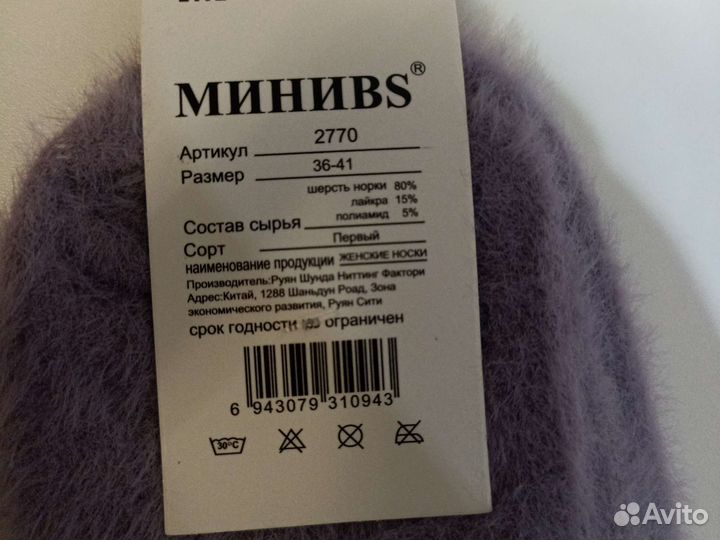 МИНИBS®
Артикул 2770
Размер 36-41
шерсть норки 80%
лайкра 15%
полиамид 5%
Состав сырья
Сорт Первый
наименование продукции ЖЕНСКИЕ НОСКИ
Производитель:Руян Шунда Ниттинг Фактори
Адрес:Китай, 1288 Шаньдун Роад, Зона
экономического развития, Руян Сити
срок годности ограничен
6 943079 310943
30°C
Avito